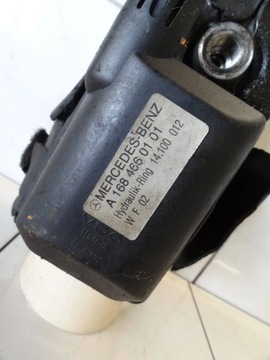 MERCEDES-BENZ
A 168 466 01 01
Hydraulik-Ring 14.100 012
W F 02